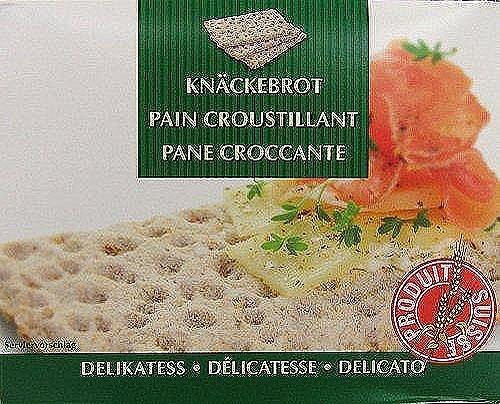 KNÄCKEBROT
PAIN CROUSTILLANT
PANE CROCCANTE
PRODUIT SUISSE
Serviervorschlag
DELIKATESS • DÉLICATESSE • DELICATO